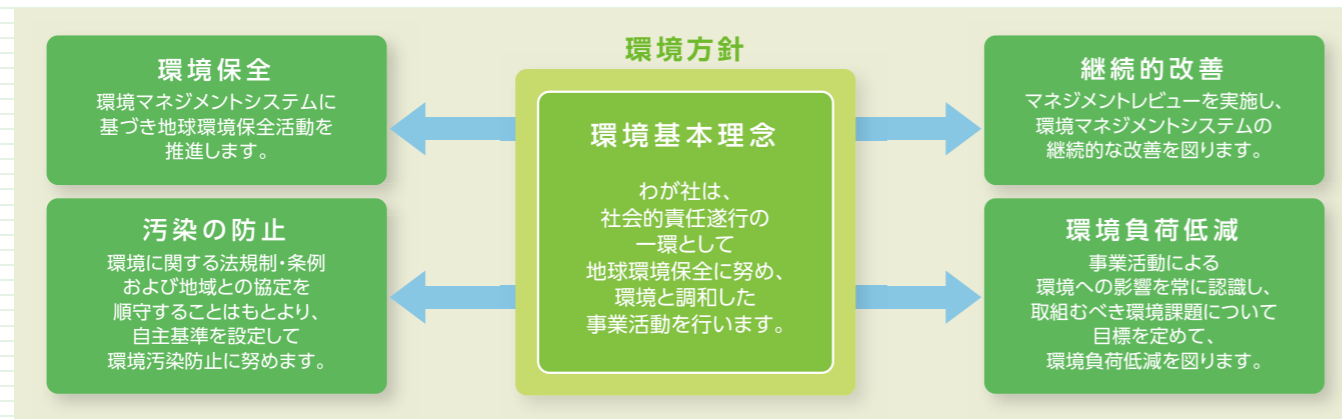 環境方針
環境保全
環境マネジメントシステムに
基づき地球環境保全活動を
推進します。
汚染の防止
環境に関する法規制・条例
および地域との協定を
順守することはもとより、
自主基準を設定して
環境汚染防止に努めます。
環境基本理念
わが社は、
社会的責任遂行の
一環として
地球環境保全に努め、
環境と調和した
事業活動を行います。
継続的改善
マネジメントレビューを実施し、
環境マネジメントシステムの
継続的な改善を図ります。
環境負荷低減
事業活動による
環境への影響を常に認識し、
取組むべき環境課題について
目標を定めて、
環境負荷低減を図ります。